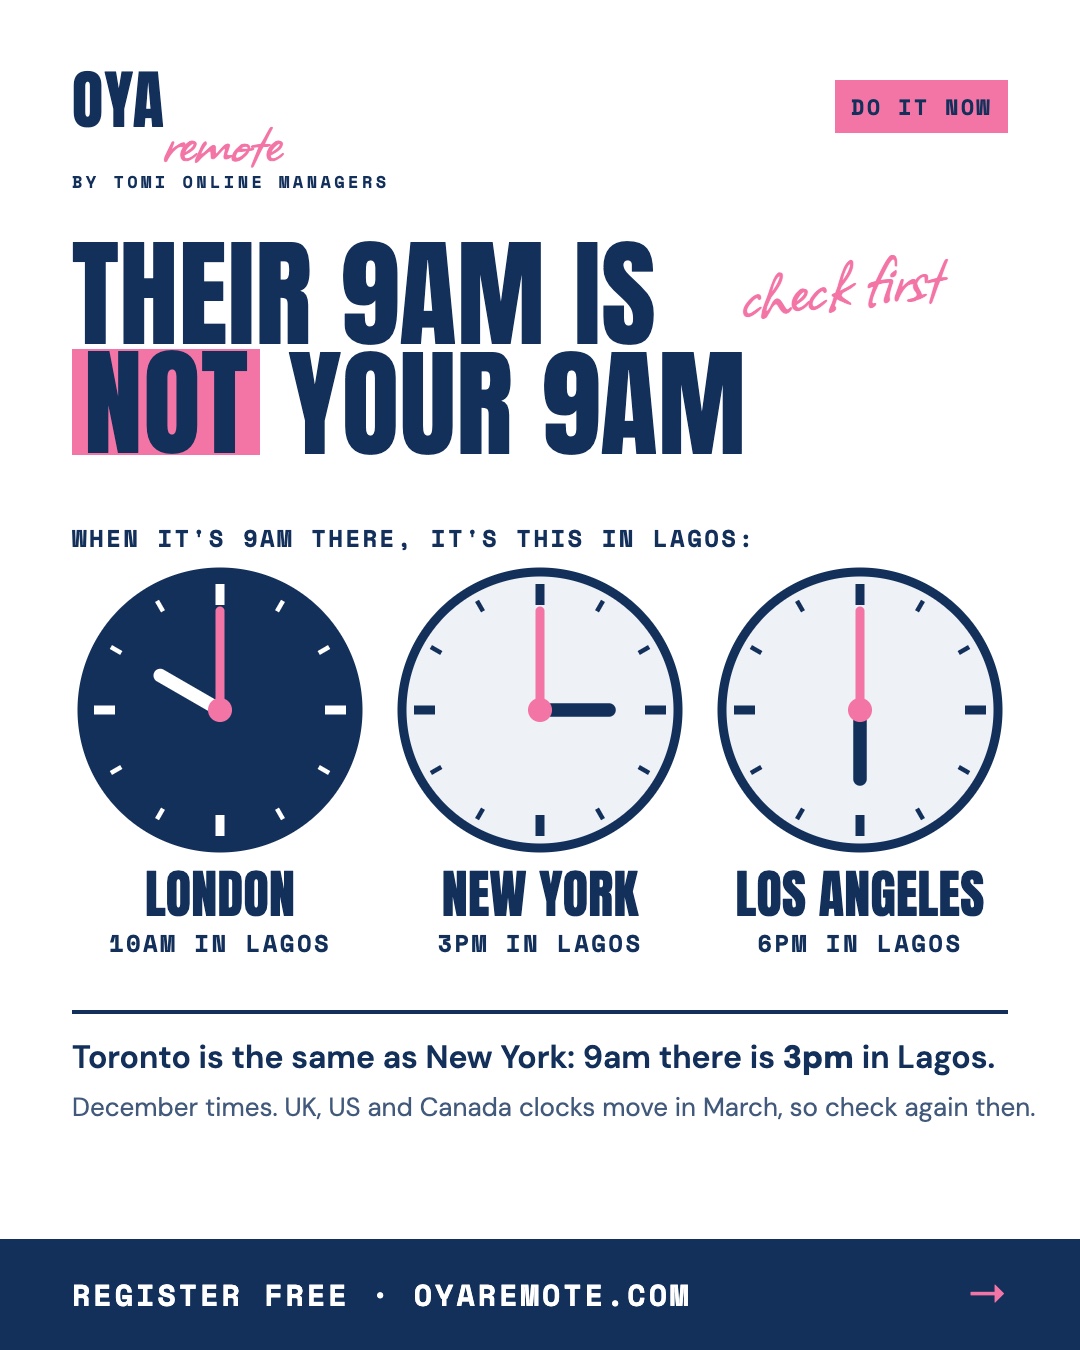 OYA
remote
BY TOMI ONLINE MANAGERS
DO IT NOW
THEIR 9AM IS
NOT YOUR 9AM
check first
WHEN IT'S 9AM THERE, IT'S THIS IN LAGOS:
LONDON
10AM IN LAGOS
NEW YORK
3PM IN LAGOS
LOS ANGELES
6PM IN LAGOS
Toronto is the same as New York: 9am there is 3pm in Lagos.
December times. UK, US and Canada clocks move in March, so check again then.
REGISTER FREE · OYAREMOTE.COM →